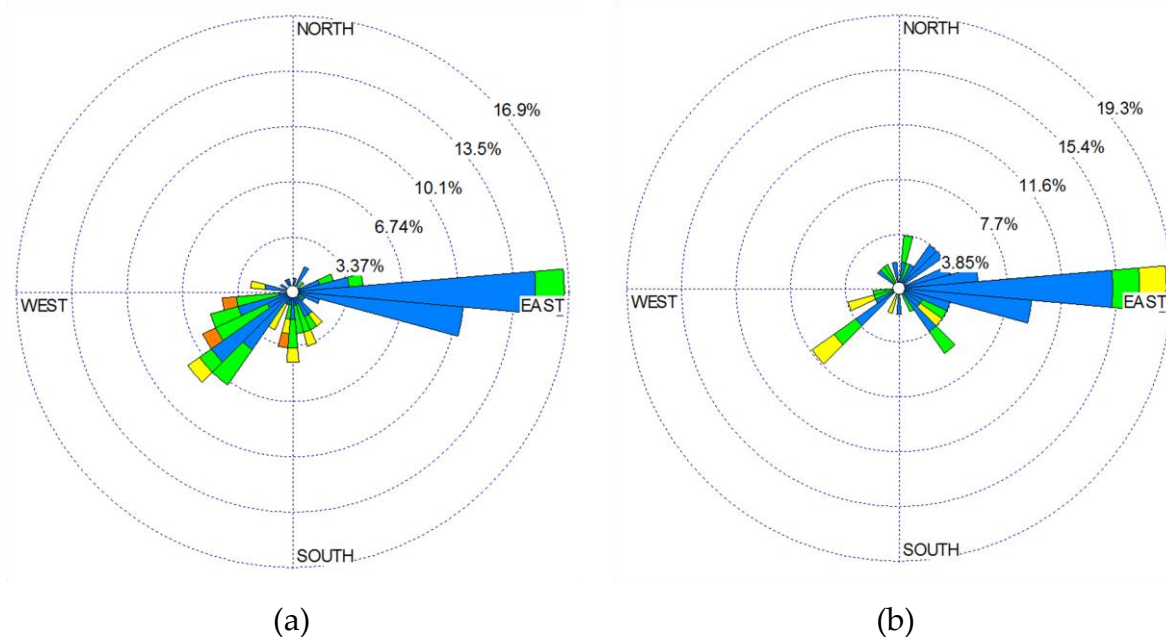 NORTH
16.9%
13.5%
10.1%
6.74%
3.37%
WEST
EAST
SOUTH
(a)
NORTH
19.3%
15.4%
11.6%
7.7%
3.85%
WEST
EAST
SOUTH
(b)